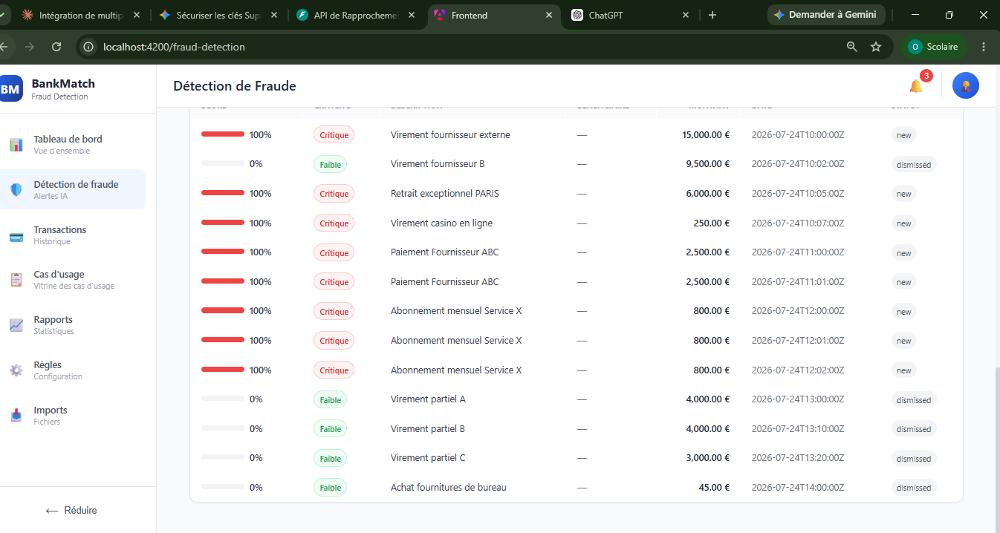 Intégration de multip
Sécuriser les clés Supa
API de Rapprochemer
Frontend
ChatGPT
Demander à Gemini
localhost:4200/fraud-detection
O Scolaire
BM
BankMatch
Fraud Detection
Détection de Fraude
3
Tableau de bord
Vue d'ensemble
Détection de fraude
Alertes IA
Transactions
Historique
Cas d'usage
Vitrine des cas d'usage
Rapports
Statistiques
Règles
Configuration
Imports
Fichiers
← Réduire
100% Critique Virement fournisseur externe — 15,000.00 € 2026-07-24T10:00:00Z new
0% Faible Virement fournisseur B — 9,500.00 € 2026-07-24T10:02:00Z dismissed
100% Critique Retrait exceptionnel PARIS — 6,000.00 € 2026-07-24T10:05:00Z new
100% Critique Virement casino en ligne — 250.00 € 2026-07-24T10:07:00Z new
100% Critique Paiement Fournisseur ABC — 2,500.00 € 2026-07-24T11:00:00Z new
100% Critique Paiement Fournisseur ABC — 2,500.00 € 2026-07-24T11:01:00Z new
100% Critique Abonnement mensuel Service X — 800.00 € 2026-07-24T12:00:00Z new
100% Critique Abonnement mensuel Service X — 800.00 € 2026-07-24T12:01:00Z new
100% Critique Abonnement mensuel Service X — 800.00 € 2026-07-24T12:02:00Z new
0% Faible Virement partiel A — 4,000.00 € 2026-07-24T13:00:00Z dismissed
0% Faible Virement partiel B — 4,000.00 € 2026-07-24T13:10:00Z dismissed
0% Faible Virement partiel C — 3,000.00 € 2026-07-24T13:20:00Z dismissed
0% Faible Achat fournitures de bureau — 45.00 € 2026-07-24T14:00:00Z dismissed